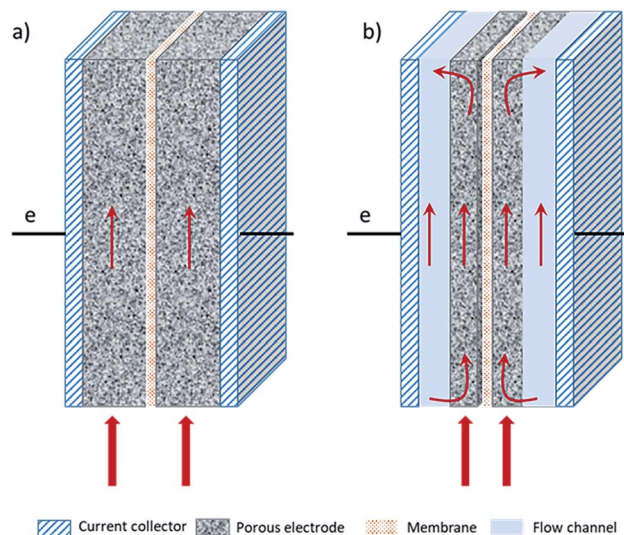 a)
b)
e
e
Current collector
Porous electrode
Membrane
Flow channel